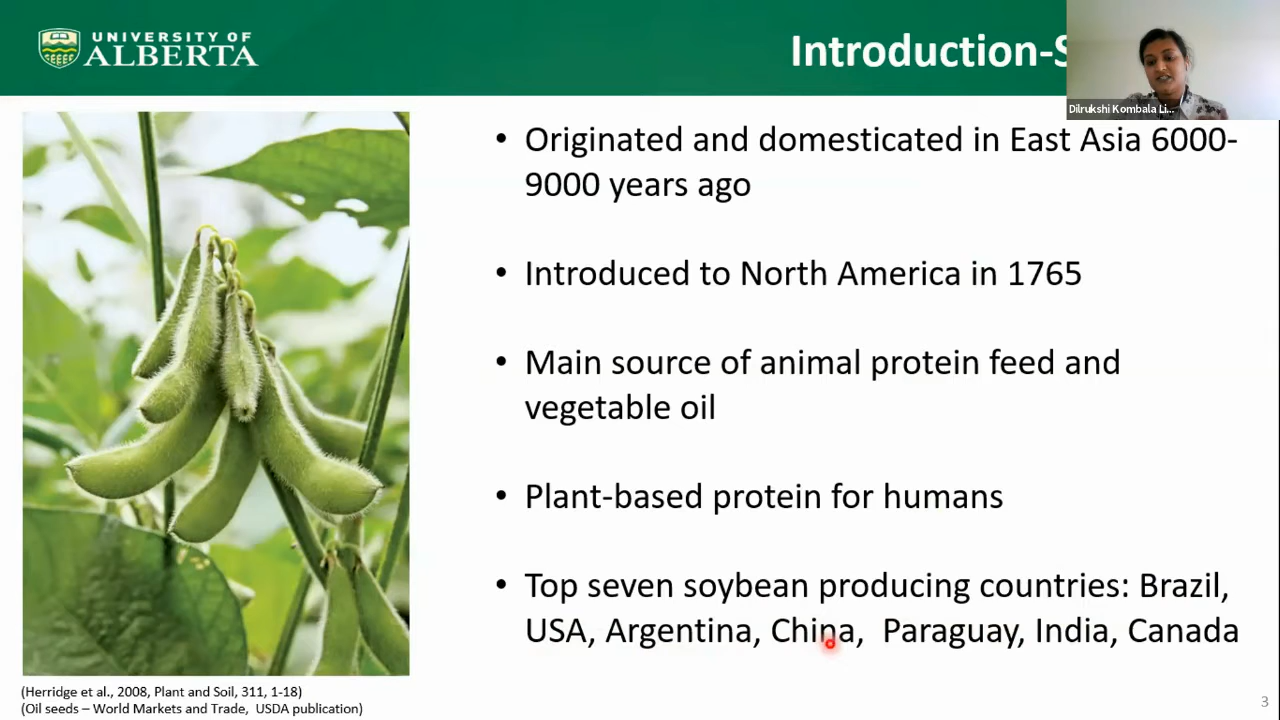 UNIVERSITY OF
ALBERTA
Introduction-S
Dilrukshi Kombala Li...
• Originated and domesticated in East Asia 6000-
9000 years ago
• Introduced to North America in 1765
• Main source of animal protein feed and
vegetable oil
• Plant-based protein for humans
• Top seven soybean producing countries: Brazil,
USA, Argentina, China,  Paraguay, India, Canada
(Herridge et al., 2008, Plant and Soil, 311, 1-18)
(Oil seeds – World Markets and Trade,  USDA publication)
3